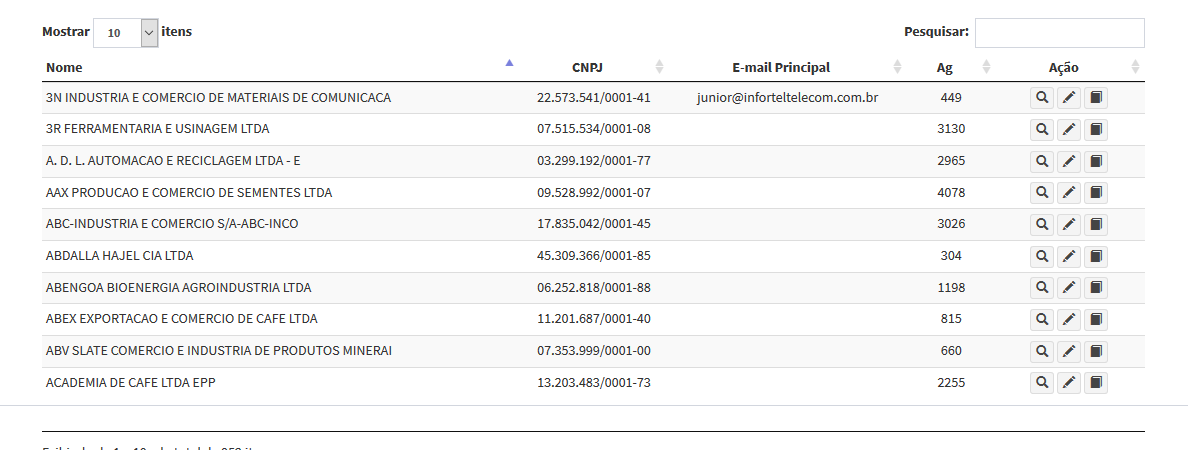 Mostrar 10 itens Pesquisar:
Nome CNPJ E-mail Principal Ag Ação
3N INDUSTRIA E COMERCIO DE MATERIAIS DE COMUNICACA 22.573.541/0001-41 junior@inforteltelecom.com.br 449
3R FERRAMENTARIA E USINAGEM LTDA 07.515.534/0001-08 3130
A. D. L. AUTOMACAO E RECICLAGEM LTDA - E 03.299.192/0001-77 2965
AAX PRODUCAO E COMERCIO DE SEMENTES LTDA 09.528.992/0001-07 4078
ABC-INDUSTRIA E COMERCIO S/A-ABC-INCO 17.835.042/0001-45 3026
ABDALLA HAJEL CIA LTDA 45.309.366/0001-85 304
ABENGOA BIOENERGIA AGROINDUSTRIA LTDA 06.252.818/0001-88 1198
ABEX EXPORTACAO E COMERCIO DE CAFE LTDA 11.201.687/0001-40 815
ABV SLATE COMERCIO E INDUSTRIA DE PRODUTOS MINERAI 07.353.999/0001-00 660
ACADEMIA DE CAFE LTDA EPP 13.203.483/0001-73 2255